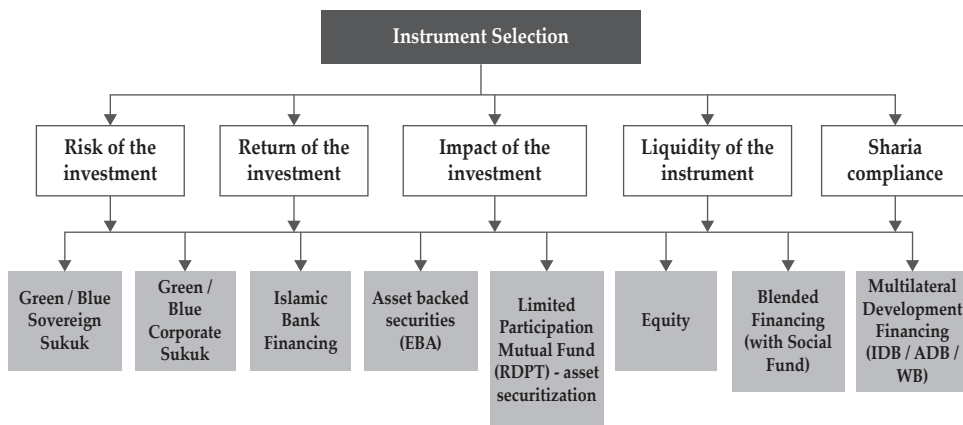 Instrument Selection
Risk of the
investment
Return of the
investment
Impact of the
investment
Liquidity of the
instrument
Sharia
compliance
Green / Blue
Sovereign
Sukuk
Green /
Blue
Corporate
Sukuk
Islamic
Bank
Financing
Asset backed
securities
(EBA)
Limited
Participation
Mutual Fund
(RDPT) - asset
securitization
Equity
Blended
Financing
(with Social
Fund)
Multilateral
Development
Financing
(IDB / ADB /
WB)